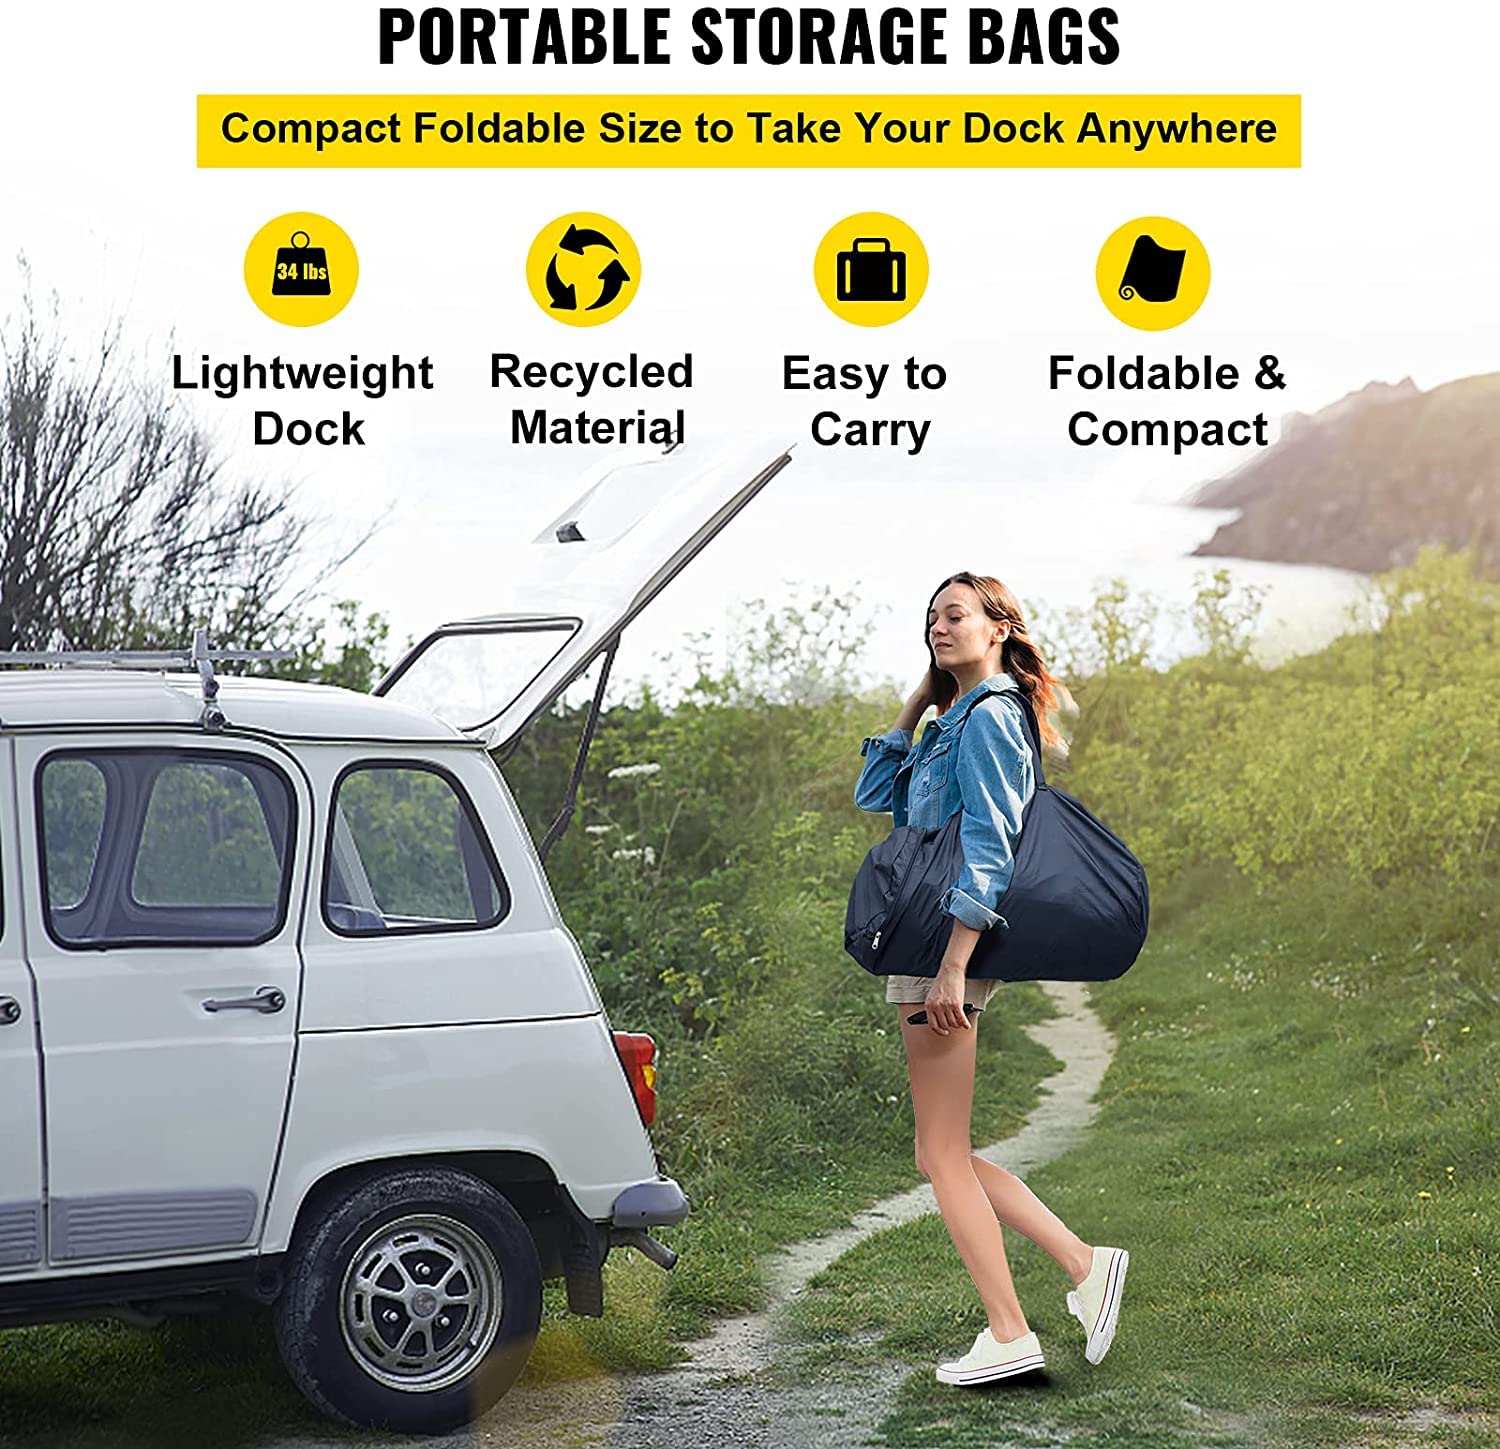 PORTABLE STORAGE BAGS
Compact Foldable Size to Take Your Dock Anywhere
34 lbs
Lightweight
Dock
Recycled
Material
Easy to
Carry
Foldable &
Compact